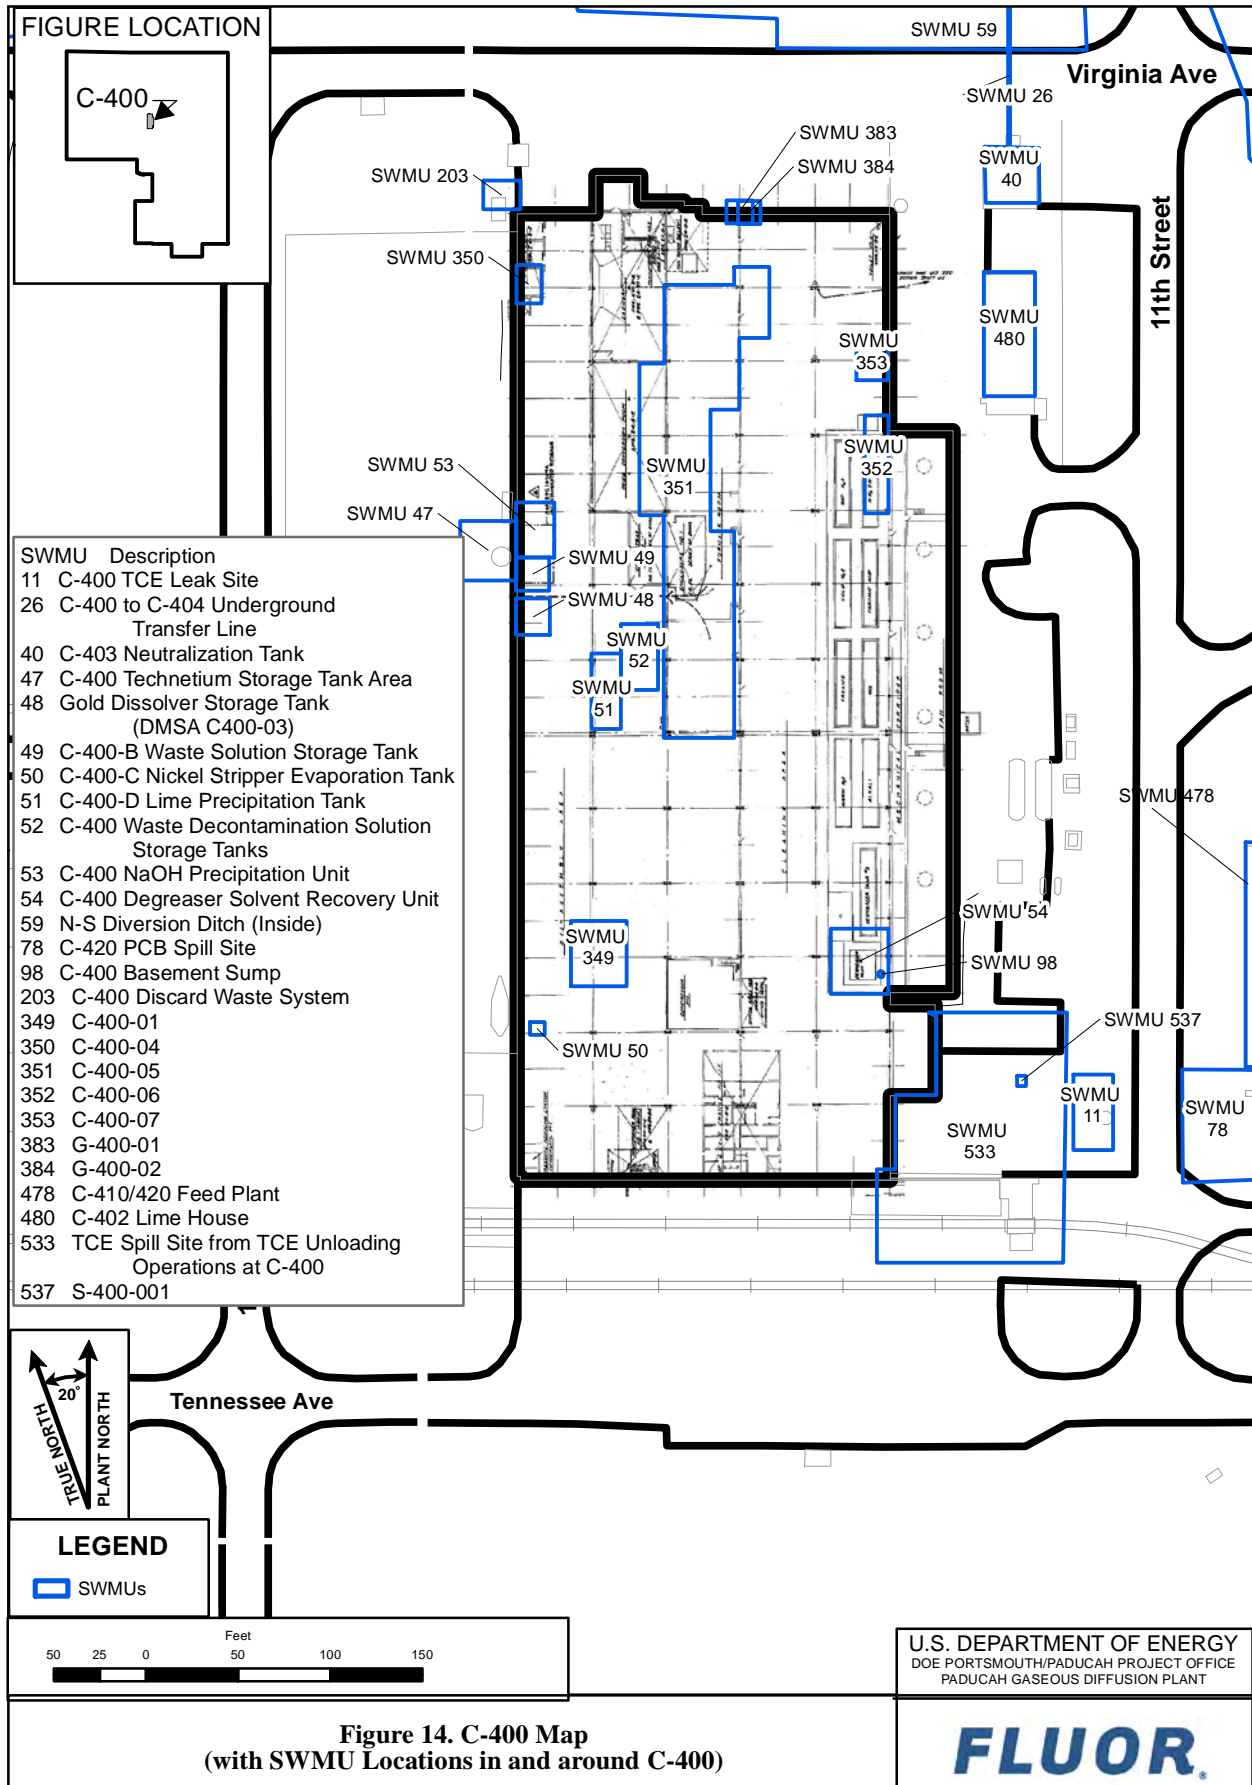 FIGURE LOCATION
C-400
SWMU 59
Virginia Ave
SWMU 26
SWMU 383
SWMU 384
SWMU
40
SWMU 203
11th Street
SWMU 350
SWMU
480
SWMU
353
SWMU
352
SWMU
351
SWMU 53
SWMU 47
SWMU 49
SWMU 48
SWMU
52
SWMU
51
SWMU Description
11 C-400 TCE Leak Site
26 C-400 to C-404 Underground
Transfer Line
40 C-403 Neutralization Tank
47 C-400 Technetium Storage Tank Area
48 Gold Dissolver Storage Tank
(DMSA C400-03)
49 C-400-B Waste Solution Storage Tank
50 C-400-C Nickel Stripper Evaporation Tank
51 C-400-D Lime Precipitation Tank
52 C-400 Waste Decontamination Solution
Storage Tanks
53 C-400 NaOH Precipitation Unit
54 C-400 Degreaser Solvent Recovery Unit
59 N-S Diversion Ditch (Inside)
78 C-420 PCB Spill Site
98 C-400 Basement Sump
203 C-400 Discard Waste System
349 C-400-01
350 C-400-04
351 C-400-05
352 C-400-06
353 C-400-07
383 G-400-01
384 G-400-02
478 C-410/420 Feed Plant
480 C-402 Lime House
533 TCE Spill Site from TCE Unloading
Operations at C-400
537 S-400-001
SWMU 478
SWMU 54
SWMU
349
SWMU 98
SWMU 50
SWMU 537
SWMU
11
SWMU
533
SWMU
78
20°
TRUE NORTH
PLANT NORTH
Tennessee Ave
LEGEND
SWMUs
Feet
50 25 0 50 100 150
U.S. DEPARTMENT OF ENERGY
DOE PORTSMOUTH/PADUCAH PROJECT OFFICE
PADUCAH GASEOUS DIFFUSION PLANT
Figure 14. C-400 Map
(with SWMU Locations in and around C-400)
FLUOR®